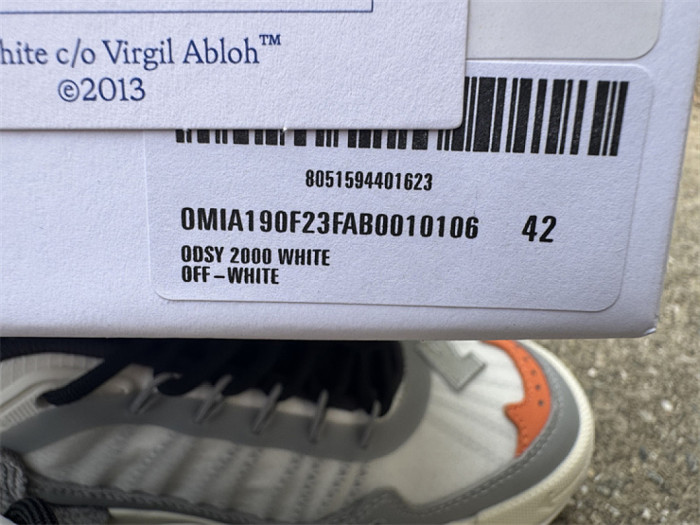 hite c/o Virgil Abloh™
©2013
8051594401623
OMIA190F23FAB0010106 42
ODSY 2000 WHITE
OFF-WHITE